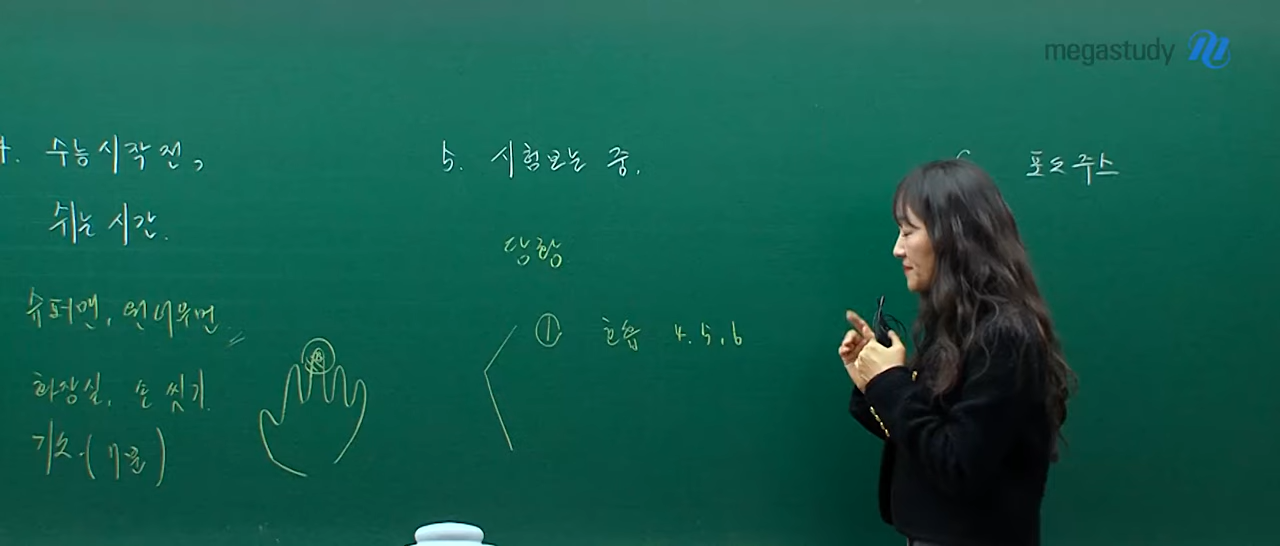 megastudy
4. 수능시작 전,
쉬는 시간.
슈퍼맨, 원더우먼.
화장실, 손 씻기.
기소.(7분)
5. 시험보는 중,
당황
① 호흡 4.5.6
포도주스